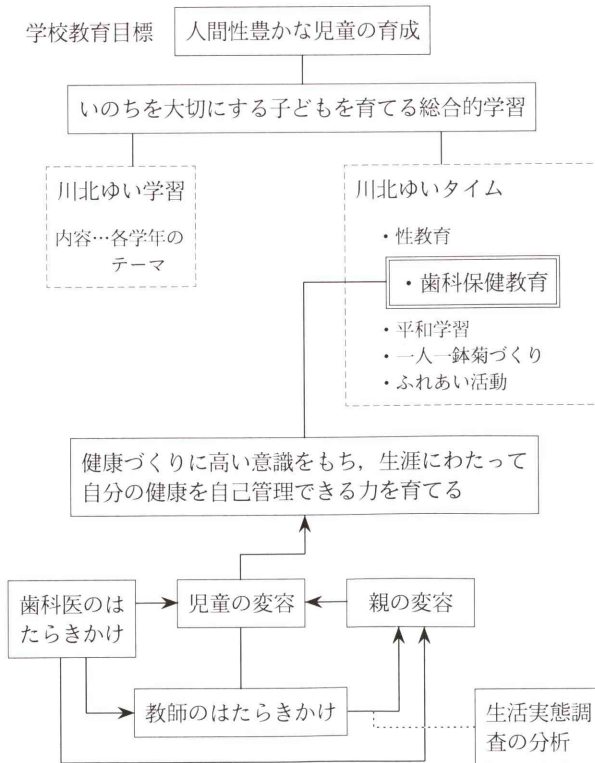 学校教育目標
人間性豊かな児童の育成
いのちを大切にする子どもを育てる総合的学習
川北ゆい学習
内容…各学年の
テーマ
川北ゆいタイム
・性教育
・歯科保健教育
・平和学習
・一人一鉢菊づくり
・ふれあい活動
健康づくりに高い意識をもち，生涯にわたって
自分の健康を自己管理できる力を育てる
歯科医のは
たらきかけ
児童の変容
親の変容
教師のはたらきかけ
生活実態調
査の分析